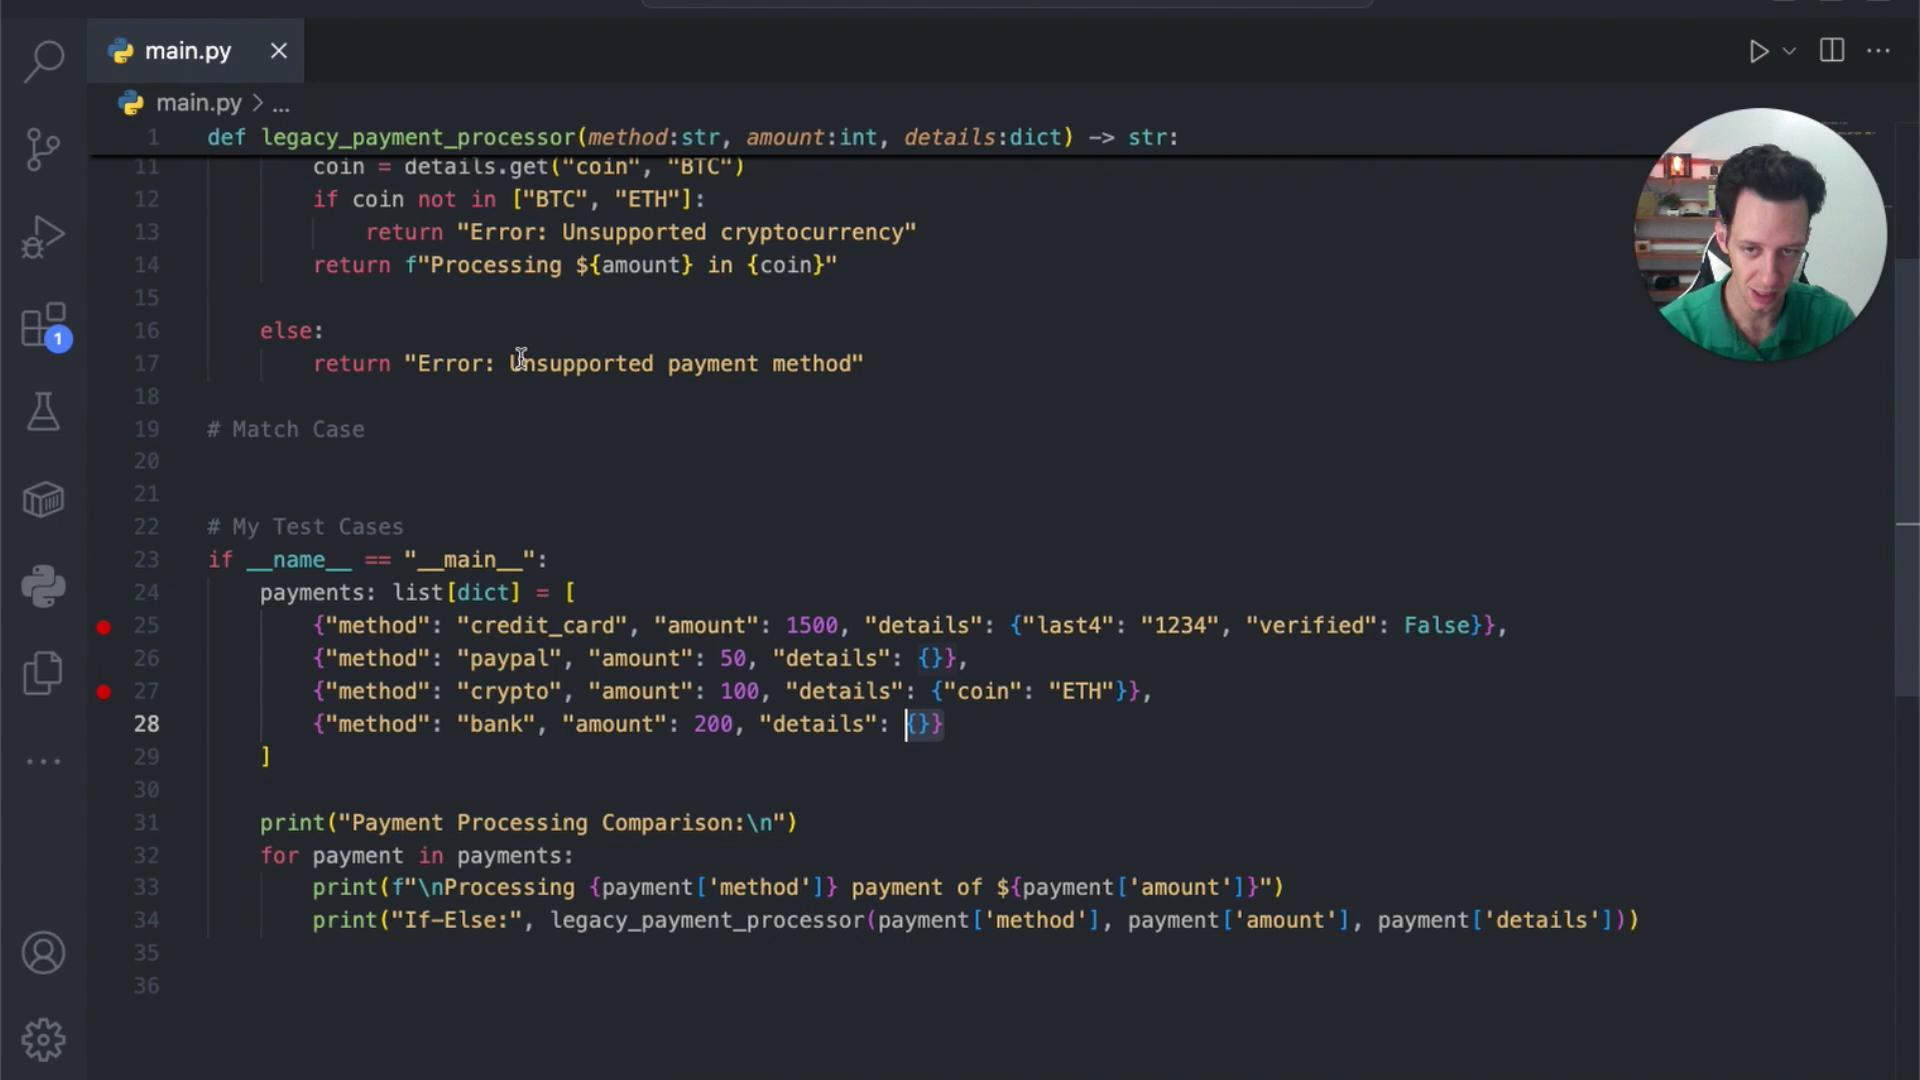 main.py
main.py > ...
1 def legacy_payment_processor(method:str, amount:int, details:dict) -> str:
11 coin = details.get("coin", "BTC")
12 if coin not in ["BTC", "ETH"]:
13 return "Error: Unsupported cryptocurrency"
14 return f"Processing ${amount} in {coin}"
15
16 else:
17 return "Error: Unsupported payment method"
18
19 # Match Case
20
21
22 # My Test Cases
23 if __name__ == "__main__":
24 payments: list[dict] = [
25 {"method": "credit_card", "amount": 1500, "details": {"last4": "1234", "verified": False}},
26 {"method": "paypal", "amount": 50, "details": {}},
27 {"method": "crypto", "amount": 100, "details": {"coin": "ETH"}},
28 {"method": "bank", "amount": 200, "details": {}}
29 ]
30
31 print("Payment Processing Comparison:\n")
32 for payment in payments:
33 print(f"\nProcessing {payment['method']} payment of ${payment['amount']}")
34 print("If-Else:", legacy_payment_processor(payment['method'], payment['amount'], payment['details']))
35
36
1